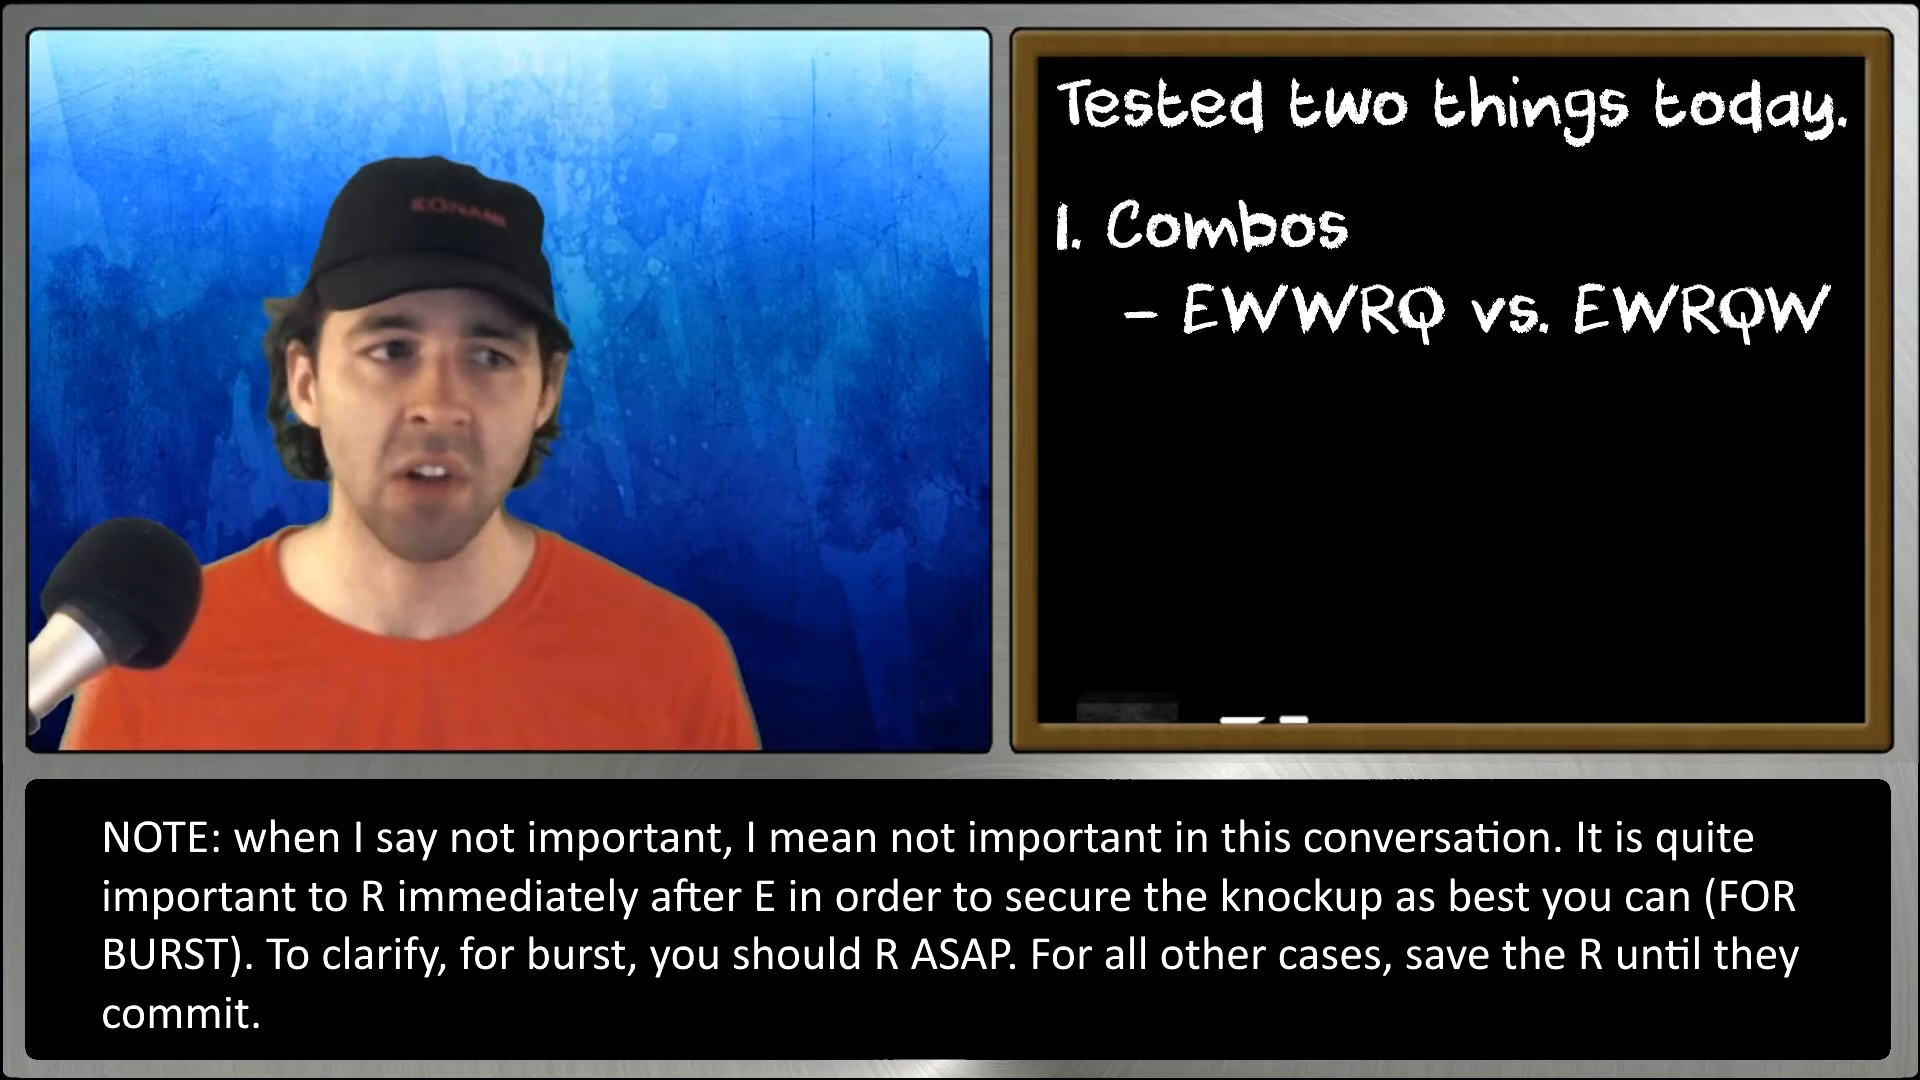 KONAMI
Tested two things today.
1. Combos
- EWWRQ vs. EWRQW
NOTE: when I say not important, I mean not important in this conversation. It is quite
important to R immediately after E in order to secure the knockup as best you can (FOR
BURST). To clarify, for burst, you should R ASAP. For all other cases, save the R until they
commit.